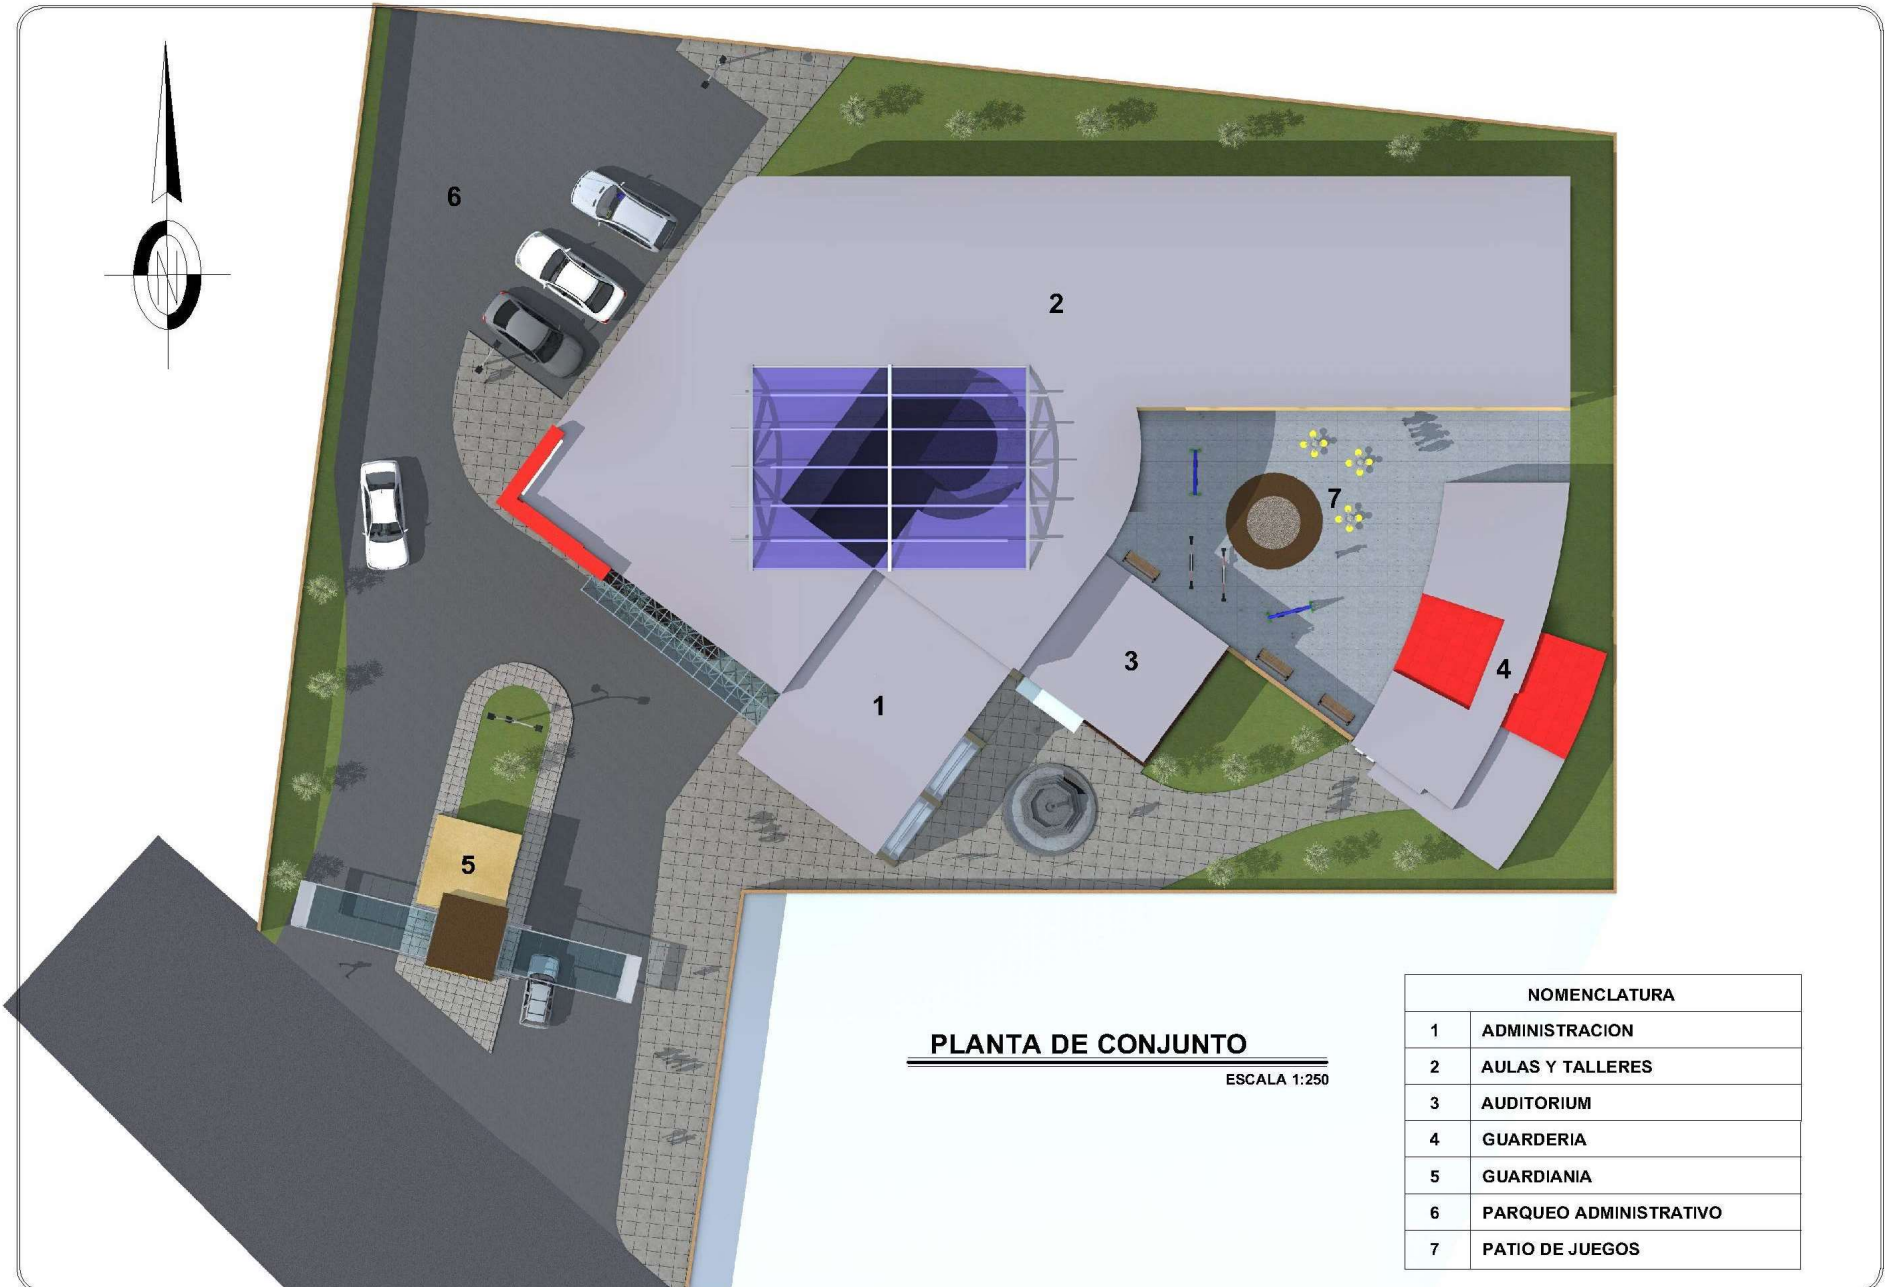 N
6
2
7
3
4
1
5
PLANTA DE CONJUNTO
ESCALA 1:250
NOMENCLATURA
1 ADMINISTRACION
2 AULAS Y TALLERES
3 AUDITORIUM
4 GUARDERIA
5 GUARDIANIA
6 PARQUEO ADMINISTRATIVO
7 PATIO DE JUEGOS